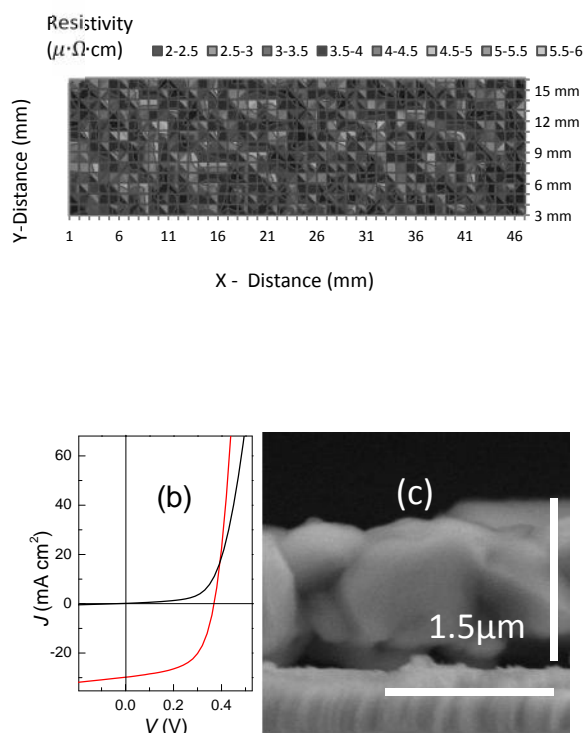 Resistivity
(μ·Ω·cm) 2-2.5 2.5-3 3-3.5 3.5-4 4-4.5 4.5-5 5-5.5 5.5-6
15 mm
12 mm
9 mm
6 mm
3 mm
Y-Distance (mm)
1 6 11 16 21 26 31 36 41 46
X - Distance (mm)
60
40
20
0
-20
J (mA cm²)
(b)
0.0 0.2 0.4
V (V)
(c)
1.5μm